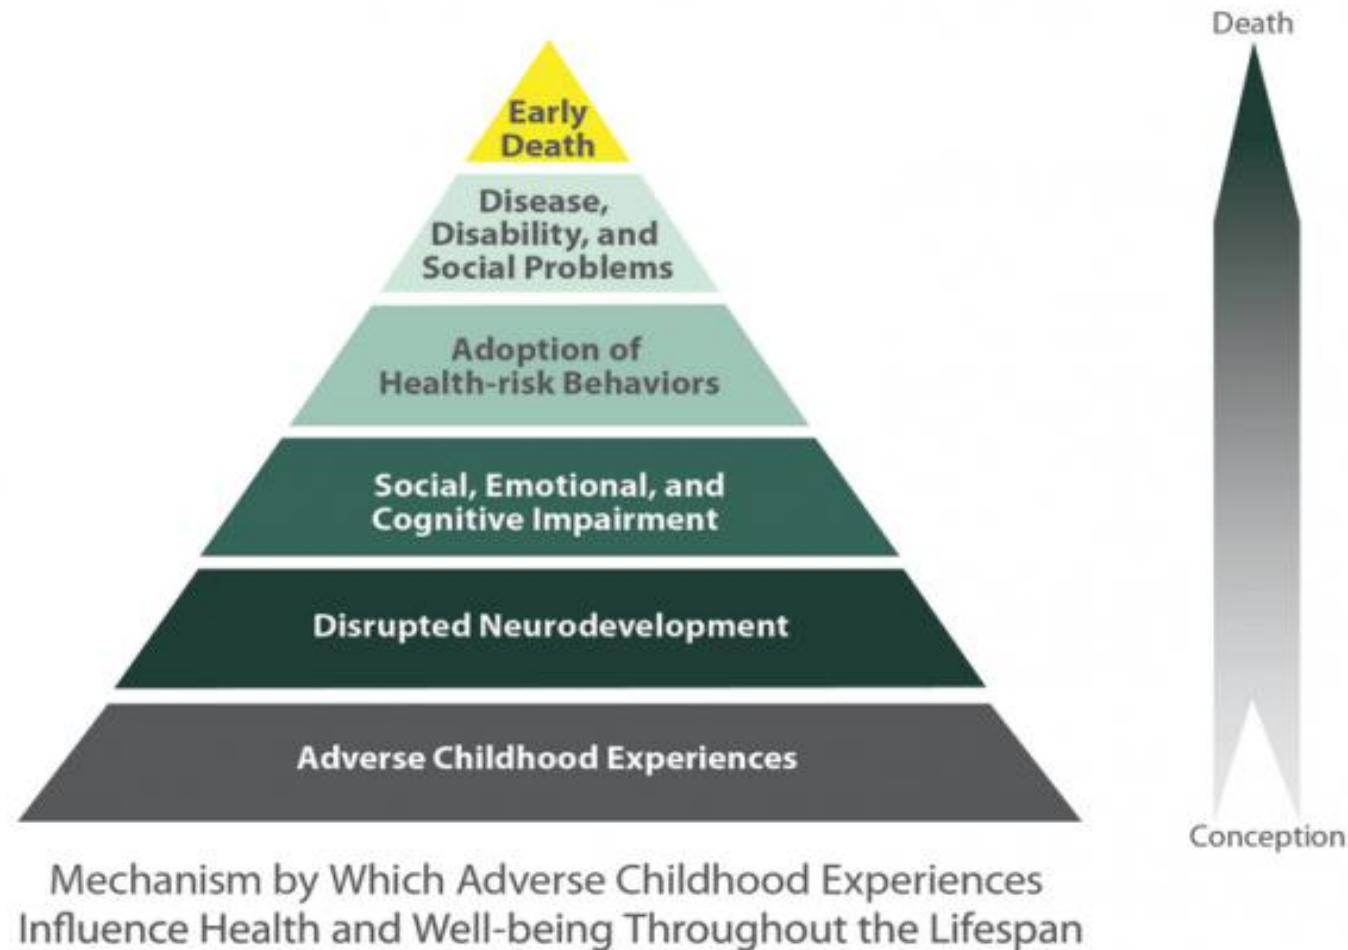 Death
Early
Death
Disease,
Disability, and
Social Problems
Adoption of
Health-risk Behaviors
Social, Emotional, and
Cognitive Impairment
Disrupted Neurodevelopment
Adverse Childhood Experiences
Conception
Mechanism by Which Adverse Childhood Experiences
Influence Health and Well-being Throughout the Lifespan